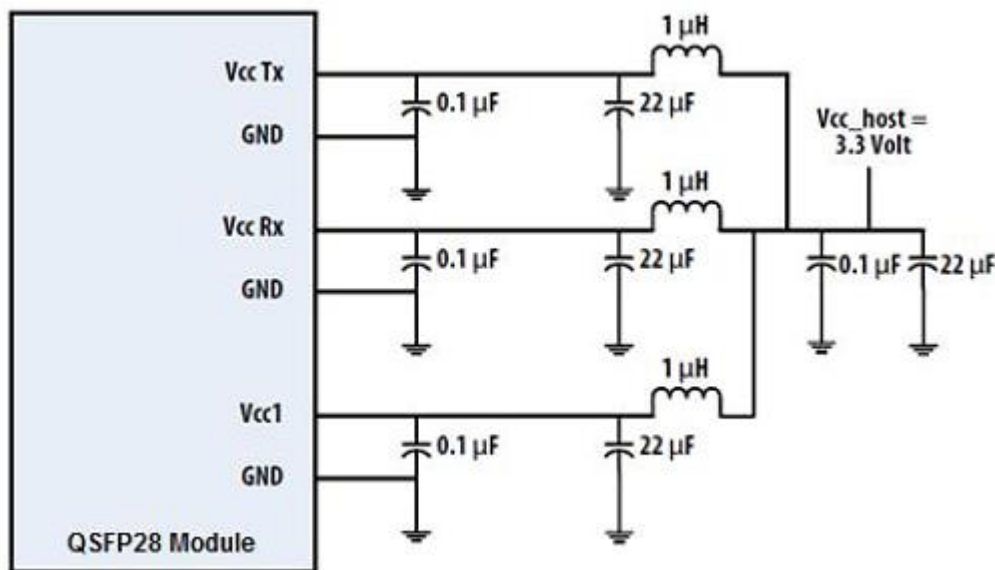 1 μH
Vcc Tx
0.1 μF
22 μF
GND
Vcc_host =
3.3 Volt
1 μH
Vcc Rx
0.1 μF
22 μF
0.1 μF
22 μF
GND
1 μH
Vcc1
0.1 μF
22 μF
GND
QSFP28 Module